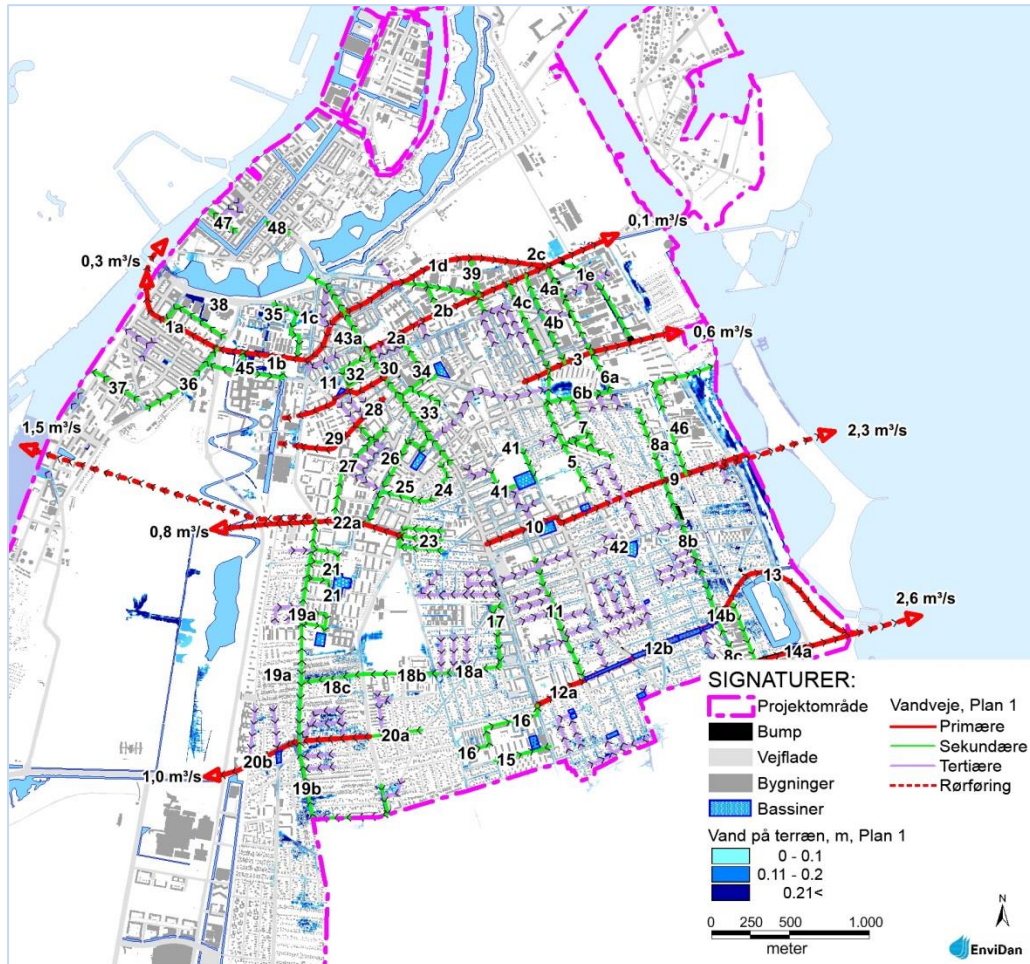 0,1 m³/s
47
48
2c
0,3 m³/s
1d
39
4a
1e
38
35
1c
4c
2b
1a
43a
4b
0,6 m³/s
2a
3
45
1b
30
34
36
11
32
6a
37
28
6b
33
46
1,5 m³/s
29
7
2,3 m³/s
41
8a
27
26
5
24
9
25
41
22a
10
0,8 m³/s
23
42
8b
21
13
21
2,6 m³/s
19a
17
11
14b
12b
18b
18a
8c
14a
19a
18c
12a
16
20a
16
15
20b
1,0 m³/s
19b
SIGNATURER:
Projektområde
Bump
Vejflade
Bygninger
Bassiner
Vand på terræn, m, Plan 1
0 - 0.1
0.11 - 0.2
0.21<
Vandveje, Plan 1
Primære
Sekundære
Tertiære
Rørføring
0 250 500 1.000
meter
N
EnviDan